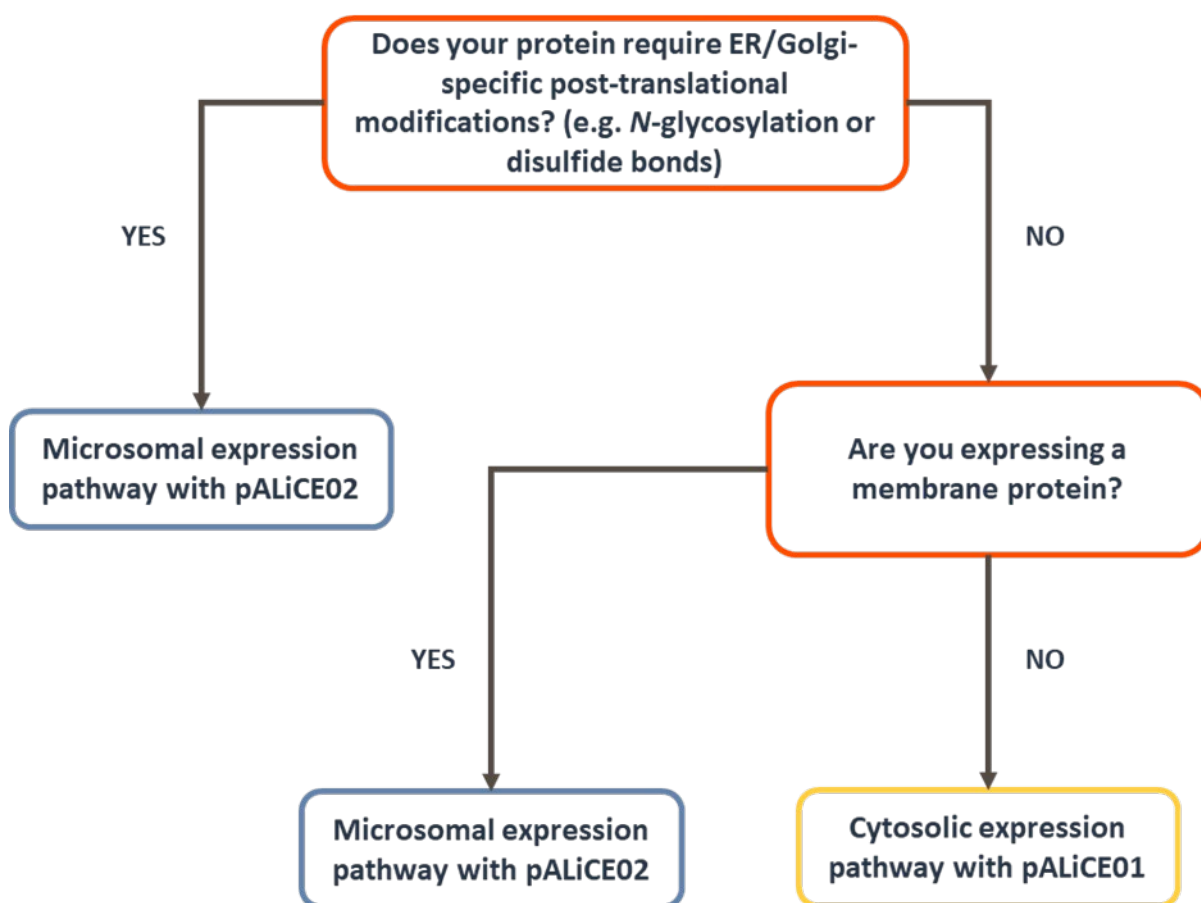 Does your protein require ER/Golgi-
specific post-translational
modifications? (e.g. N-glycosylation or
disulfide bonds)
YES
NO
Microsomal expression
pathway with pALiCE02
Are you expressing a
membrane protein?
YES
NO
Microsomal expression
pathway with pALiCE02
Cytosolic expression
pathway with pALiCE01